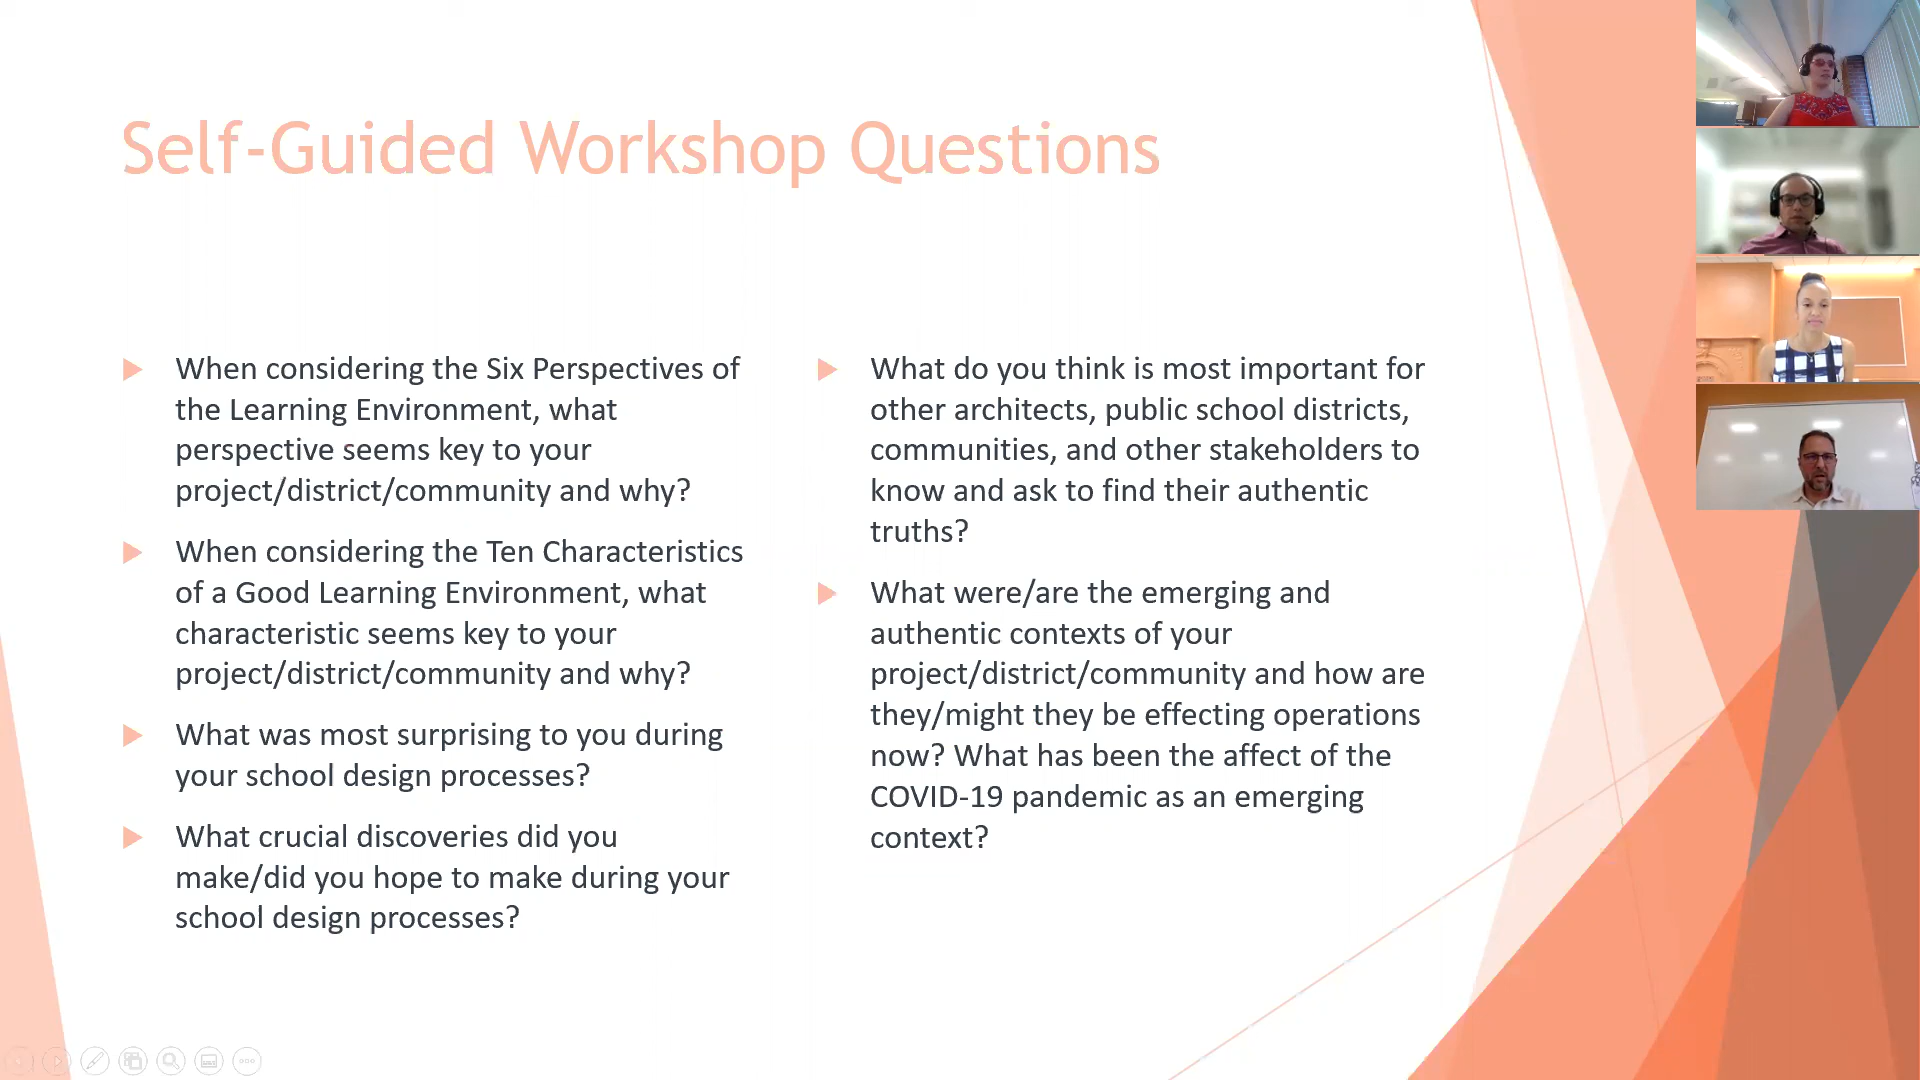 Self-Guided Workshop Questions
When considering the Six Perspectives of
the Learning Environment, what
perspective seems key to your
project/district/community and why?
When considering the Ten Characteristics
of a Good Learning Environment, what
characteristic seems key to your
project/district/community and why?
What was most surprising to you during
your school design processes?
What crucial discoveries did you
make/did you hope to make during your
school design processes?
What do you think is most important for
other architects, public school districts,
communities, and other stakeholders to
know and ask to find their authentic
truths?
What were/are the emerging and
authentic contexts of your
project/district/community and how are
they/might they be effecting operations
now? What has been the affect of the
COVID-19 pandemic as an emerging
context?